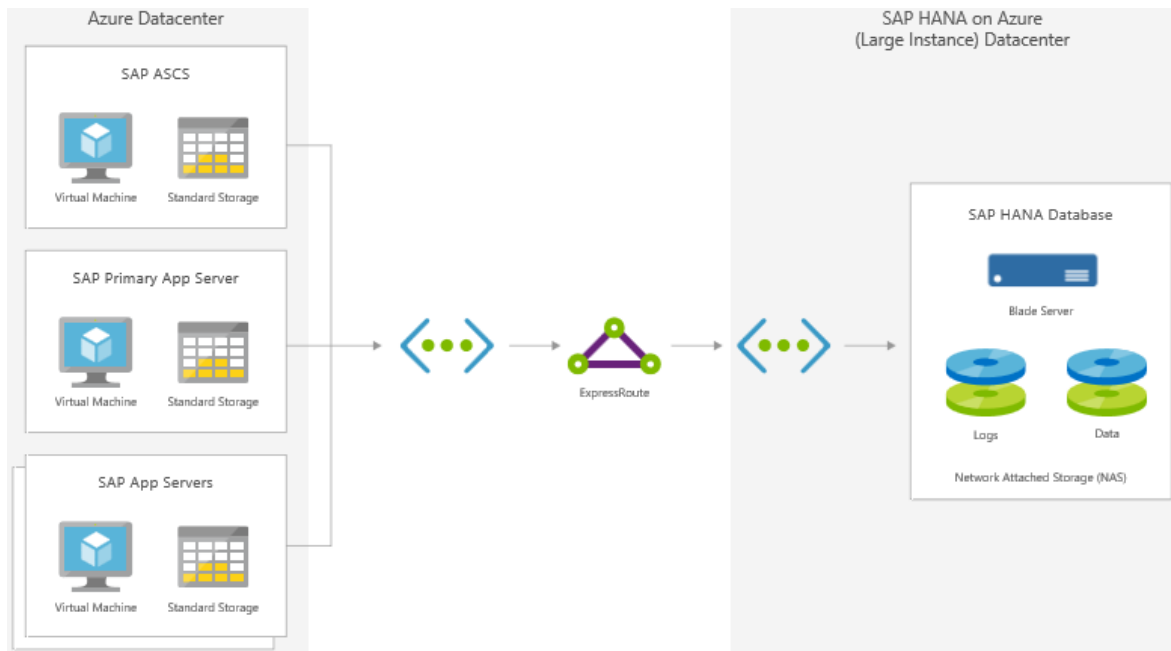 Azure Datacenter
SAP HANA on Azure
(Large Instance) Datacenter
SAP ASCS
Virtual Machine
Standard Storage
SAP Primary App Server
Virtual Machine
Standard Storage
SAP App Servers
Virtual Machine
Standard Storage
ExpressRoute
SAP HANA Database
Blade Server
Logs
Data
Network Attached Storage (NAS)